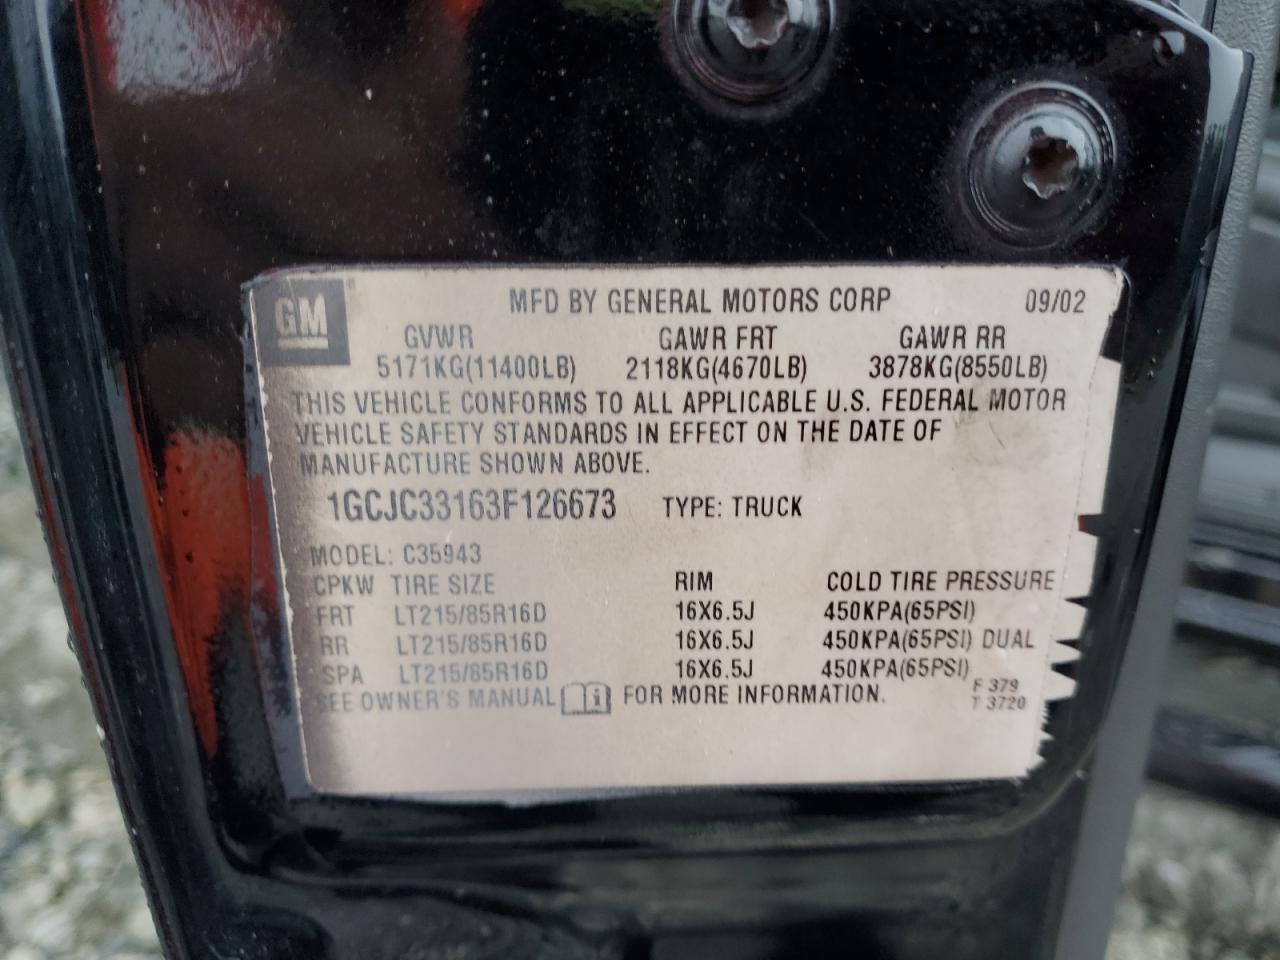 GM® MFD BY GENERAL MOTORS CORP 09/02
GVWR GAWR FRT GAWR RR
5171KG(11400LB) 2118KG(4670LB) 3878KG(8550LB)
THIS VEHICLE CONFORMS TO ALL APPLICABLE U.S. FEDERAL MOTOR
VEHICLE SAFETY STANDARDS IN EFFECT ON THE DATE OF
MANUFACTURE SHOWN ABOVE.
1GCJC33163F126673 TYPE: TRUCK
MODEL: C35943
CPKW TIRE SIZE RIM COLD TIRE PRESSURE
FRT LT215/85R16D 16X6.5J 450KPA(65PSI)
RR LT215/85R16D 16X6.5J 450KPA(65PSI) DUAL
SPA LT215/85R16D 16X6.5J 450KPA(65PSI)
SEE OWNER'S MANUAL i FOR MORE INFORMATION.
F 379
T 3720